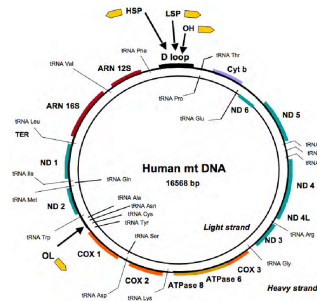 HSP
LSP
OH
D loop
tRNA Phe
tRNA Thr
ARN 12S
Cyt b
tRNA Val
tRNA Pro
ND 6
tRNA Glu
ARN 16S
ND 5
tRNA Leu
TER
ND 1
Human mt DNA
16568 bp
tRNA Ile
tRNA Gln
ND 4
tRNA Met
ND 2
tRNA Ala
tRNA Asn
tRNA Cys
tRNA Tyr
ND 4L
tRNA Arg
tRNA Trp
Light strand
ND 3
OL
tRNA Ser
tRNA Gly
COX 1
COX 3
tRNA Asp
COX 2
tRNA Lys
ATPase 8
ATPase 6
Heavy strand